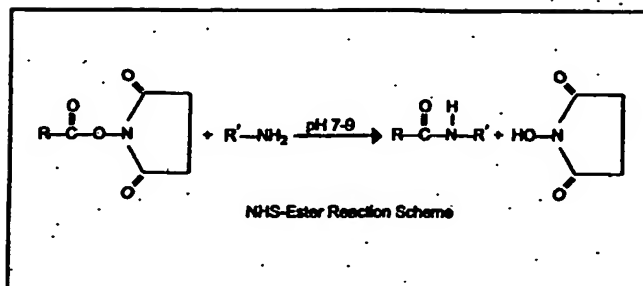 O O O O H O
R—C—O—N + R'—NH₂ pH 7-9 R—C—N—R' + HO—N
O O
NHS-Ester Reaction Scheme